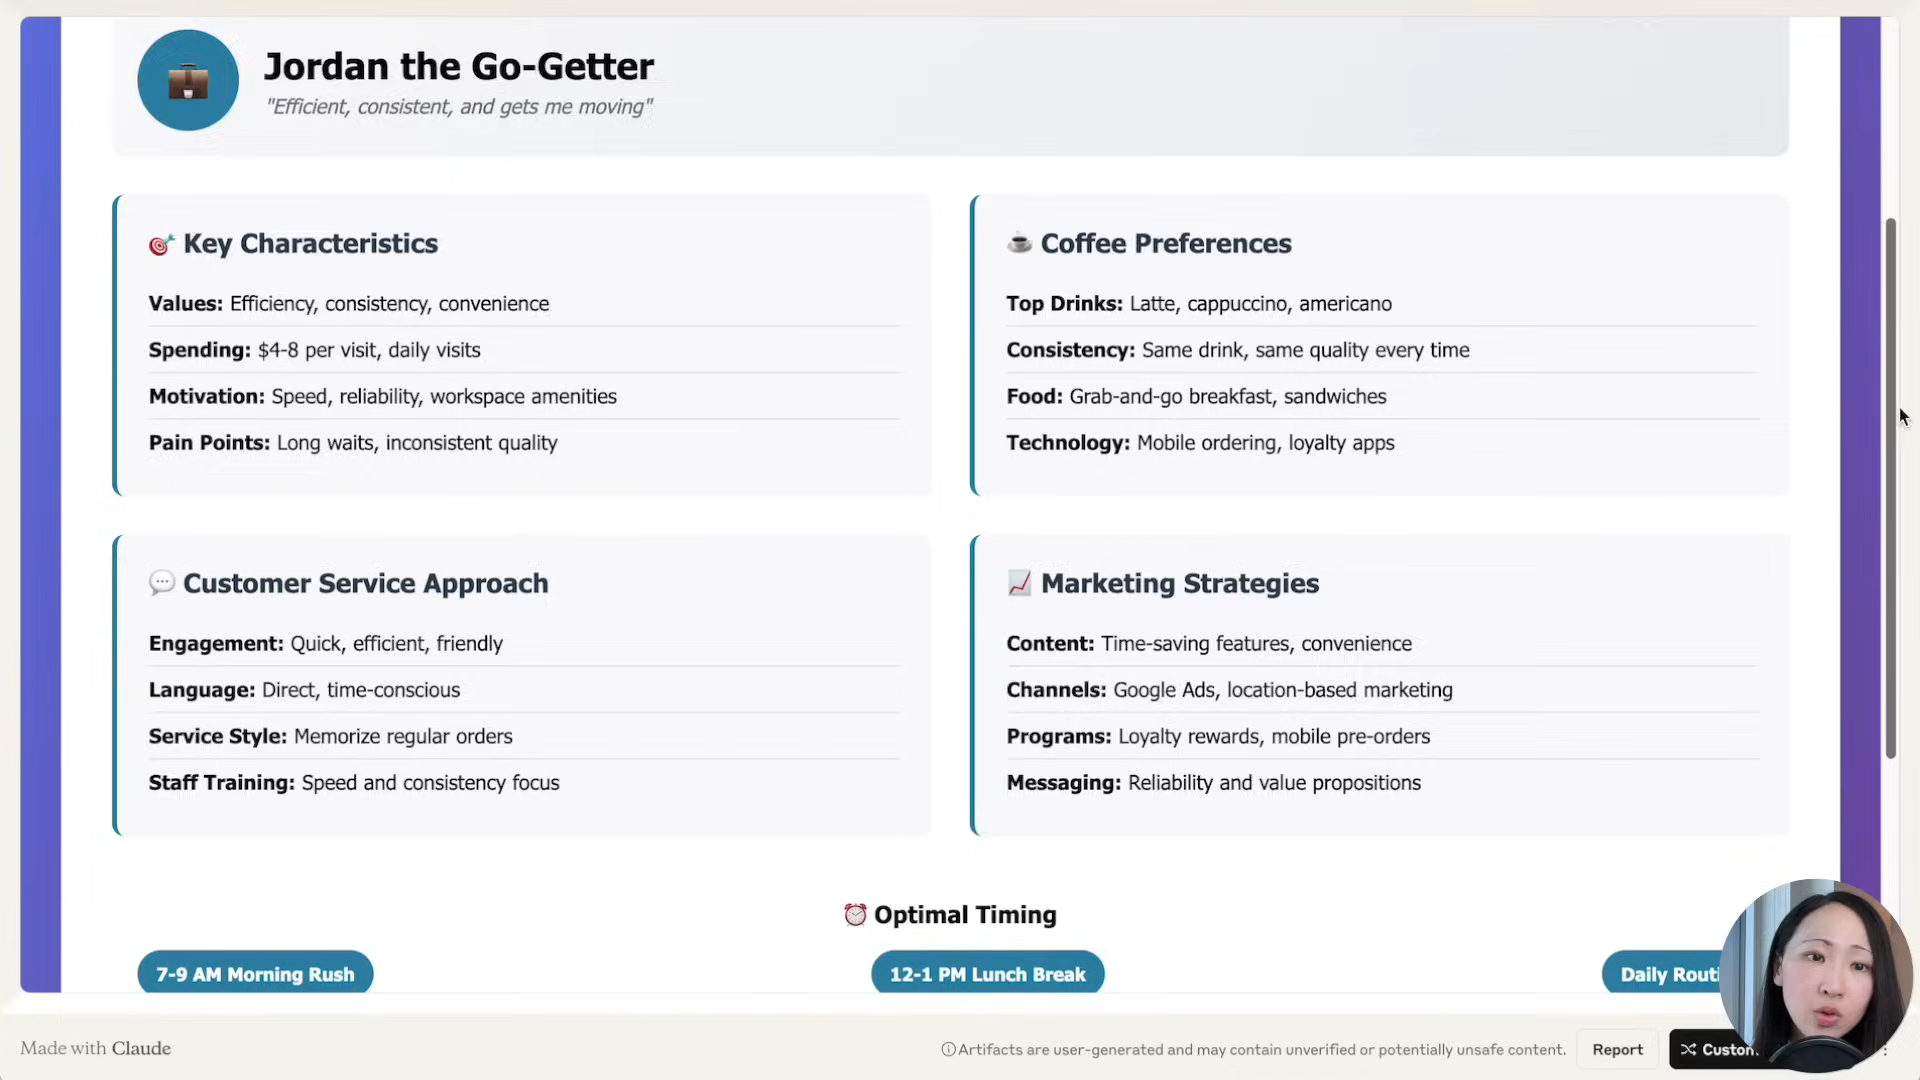 Jordan the Go-Getter
"Efficient, consistent, and gets me moving"
Key Characteristics
Values: Efficiency, consistency, convenience
Spending: $4-8 per visit, daily visits
Motivation: Speed, reliability, workspace amenities
Pain Points: Long waits, inconsistent quality
Coffee Preferences
Top Drinks: Latte, cappuccino, americano
Consistency: Same drink, same quality every time
Food: Grab-and-go breakfast, sandwiches
Technology: Mobile ordering, loyalty apps
Customer Service Approach
Engagement: Quick, efficient, friendly
Language: Direct, time-conscious
Service Style: Memorize regular orders
Staff Training: Speed and consistency focus
Marketing Strategies
Content: Time-saving features, convenience
Channels: Google Ads, location-based marketing
Programs: Loyalty rewards, mobile pre-orders
Messaging: Reliability and value propositions
Optimal Timing
7-9 AM Morning Rush
12-1 PM Lunch Break
Daily
Made with Claude
Artifacts are user-generated and may contain unverified or potentially unsafe content.
Report